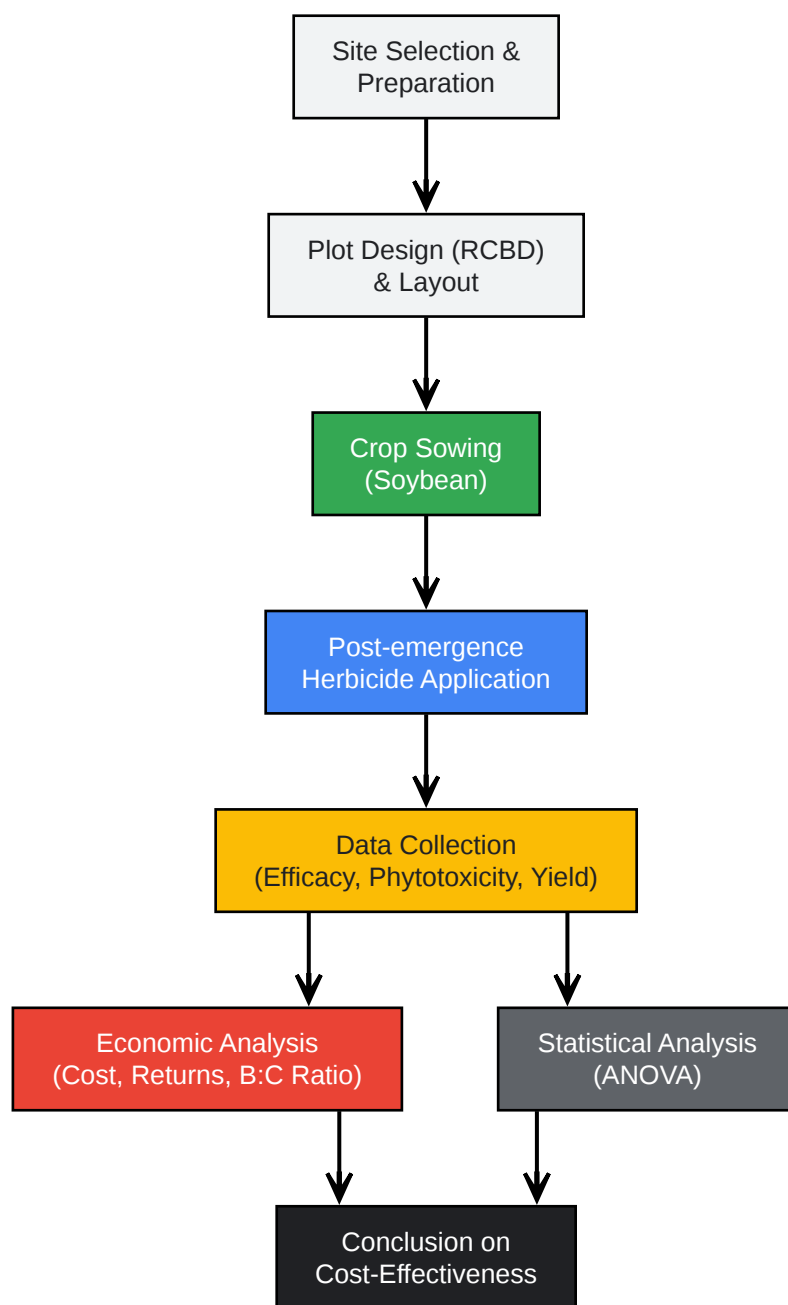 Site Selection &
Preparation
Plot Design (RCBD)
& Layout
Crop Sowing
(Soybean)
Post-emergence
Herbicide Application
Data Collection
(Efficacy, Phytotoxicity, Yield)
Economic Analysis
(Cost, Returns, B:C Ratio)
Statistical Analysis
(ANOVA)
Conclusion on
Cost-Effectiveness